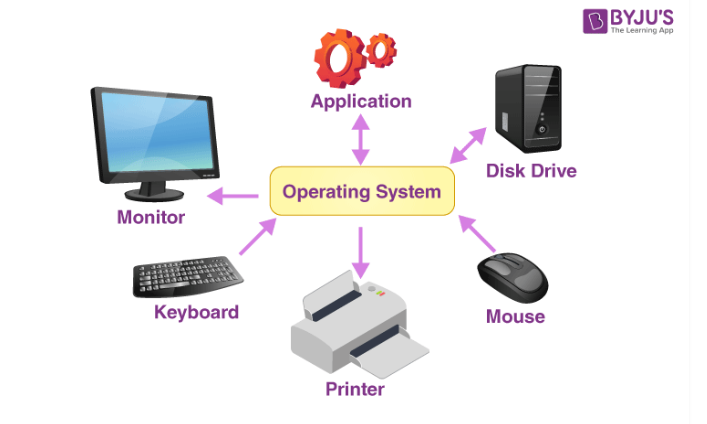 BYJU'S
The Learning App
Application
Disk Drive
Operating System
Monitor
Keyboard
Mouse
Printer